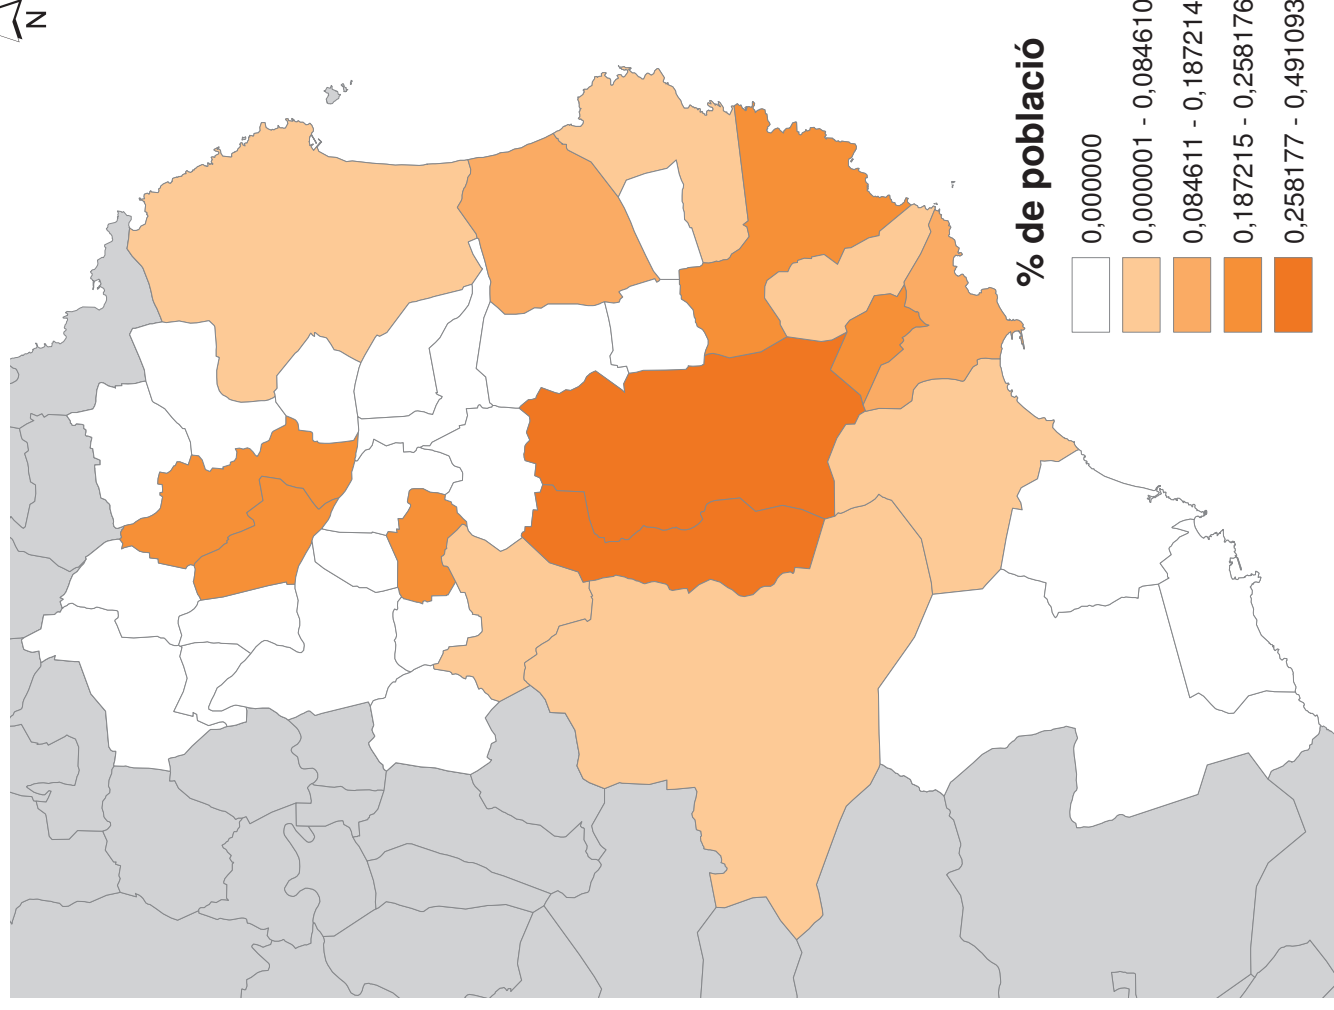 N
% de població
0,000000
0,000001 - 0,084610
0,084611 - 0,187214
0,187215 - 0,258176
0,258177 - 0,491093